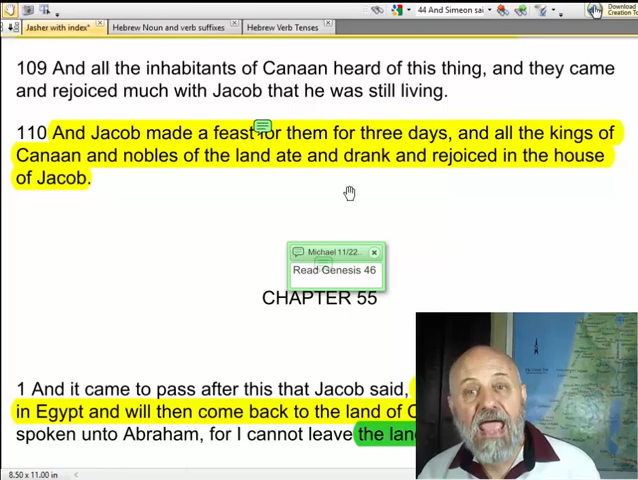 44 And Simeon sai
Download
Creation To
Jasher with index*
Hebrew Noun and verb suffixes
Hebrew Verb Tenses
109 And all the inhabitants of Canaan heard of this thing, and they came
and rejoiced much with Jacob that he was still living.
110 And Jacob made a feast for them for three days, and all the kings of
Canaan and nobles of the land ate and drank and rejoiced in the house
of Jacob.
Michael 11/22..
Read Genesis 46
CHAPTER 55
1 And it came to pass after this that Jacob said,
in Egypt and will then come back to the land of C
spoken unto Abraham, for I cannot leave the lan
8.50 x 11.00 in